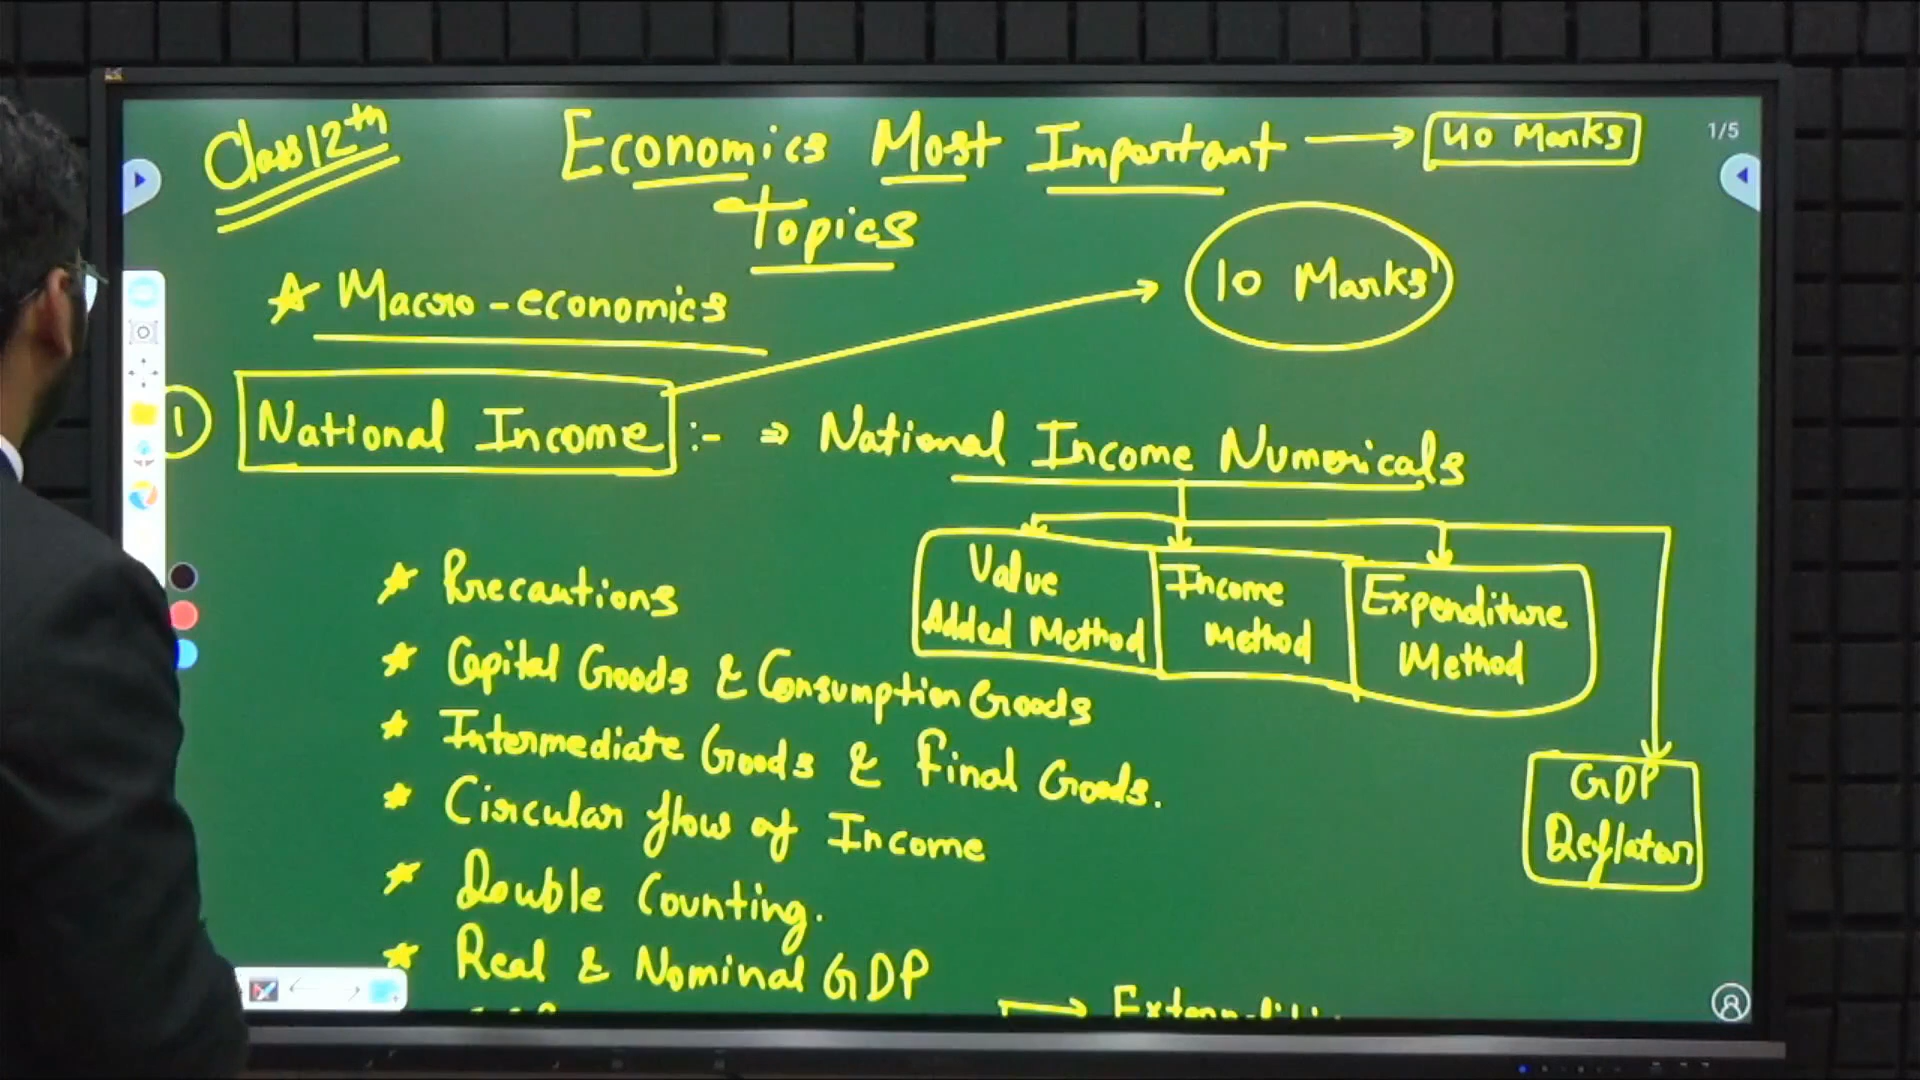 Class 12th
Economics Most Important → 40 Marks
Topics
1/5
★ Macro-economics
10 Marks
1 National Income :- ⇒ National Income Numericals
Value Added Method
Income Method
Expenditure Method
GDP Deflator
★ Precautions
★ Capital Goods & Consumption Goods
★ Intermediate Goods & Final Goods.
★ Circular flow of Income
★ Double Counting.
★ Real & Nominal GDP